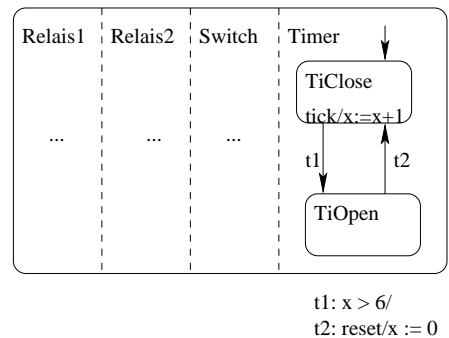 Relais1 Relais2 Switch Timer
TiClose
tick/x:=x+1
... ... ...
t1 t2
TiOpen
t1: x > 6/
t2: reset/x := 0